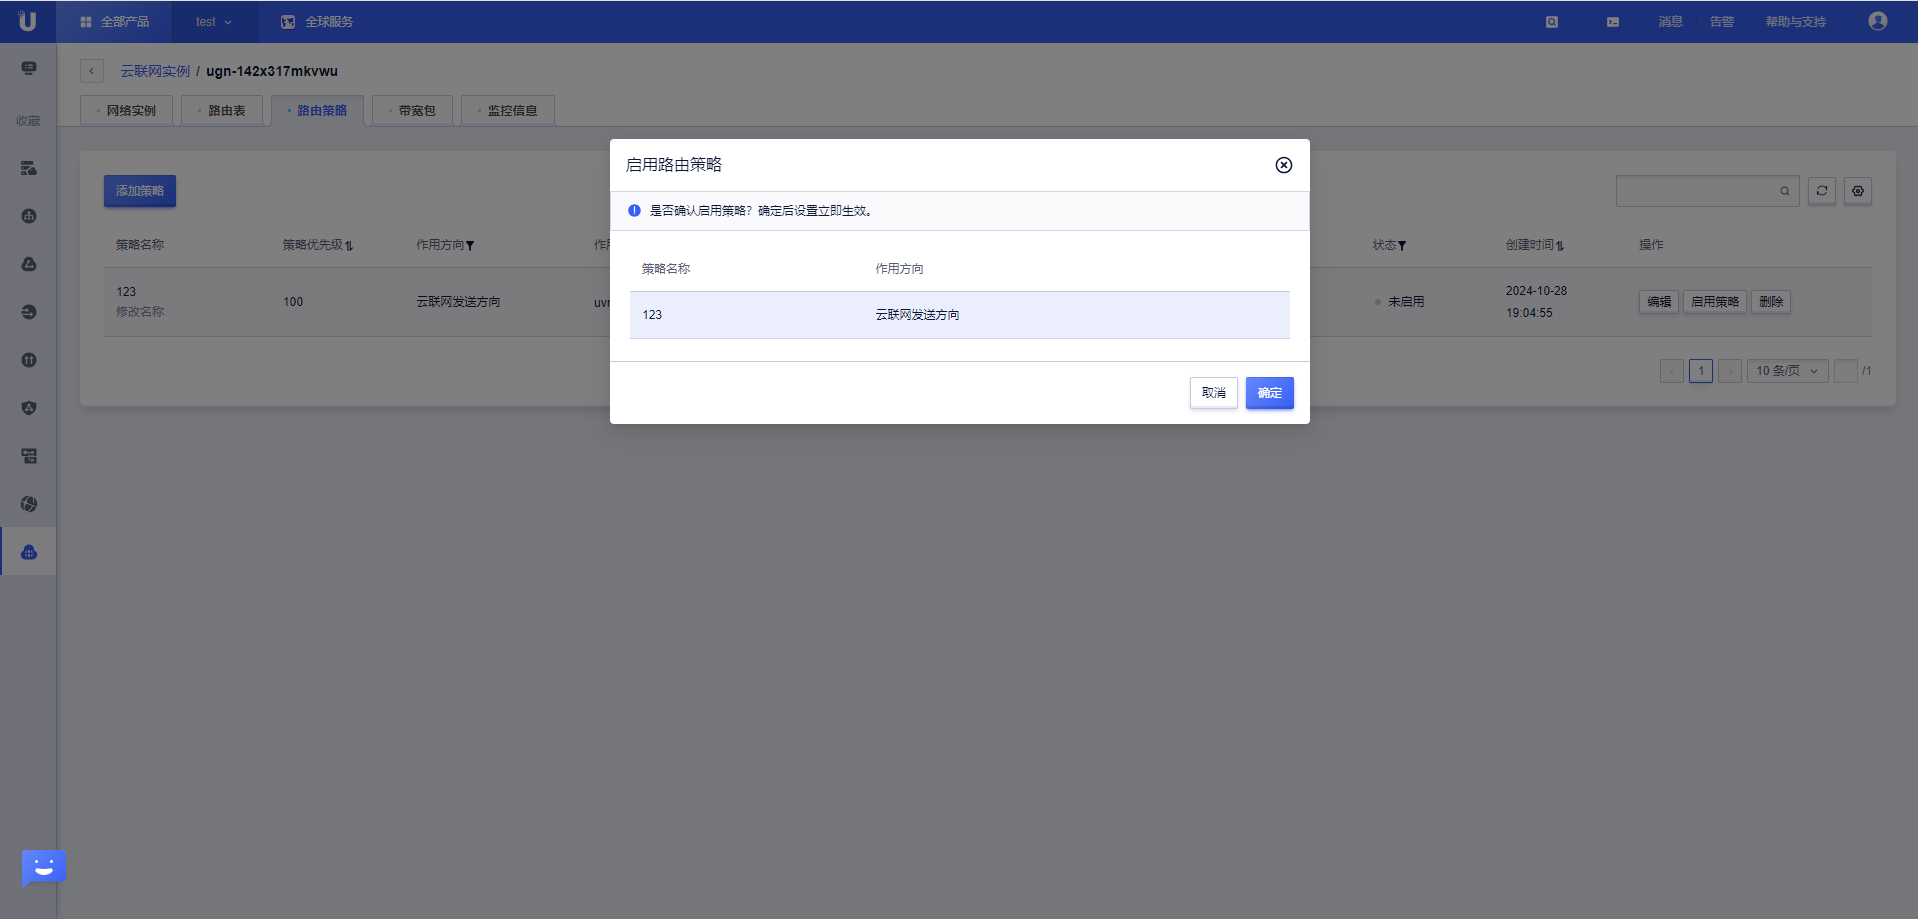 全部产品 test 全球服务 消息 告警 帮助与支持
云联网实例 / ugn-142x317mkvwu
网络实例 路由表 路由策略 带宽包 监控信息
收藏
启用路由策略
添加策略
是否确认启用策略？确定后设置立即生效。
策略名称 策略优先级 作用方向 状态 创建时间 操作
策略名称 作用方向
123 云联网发送方向
123
修改名称
100 云联网发送方向 未启用
2024-10-28
19:04:55
编辑 启用策略 删除
1 10 条/页 /1
取消 确定